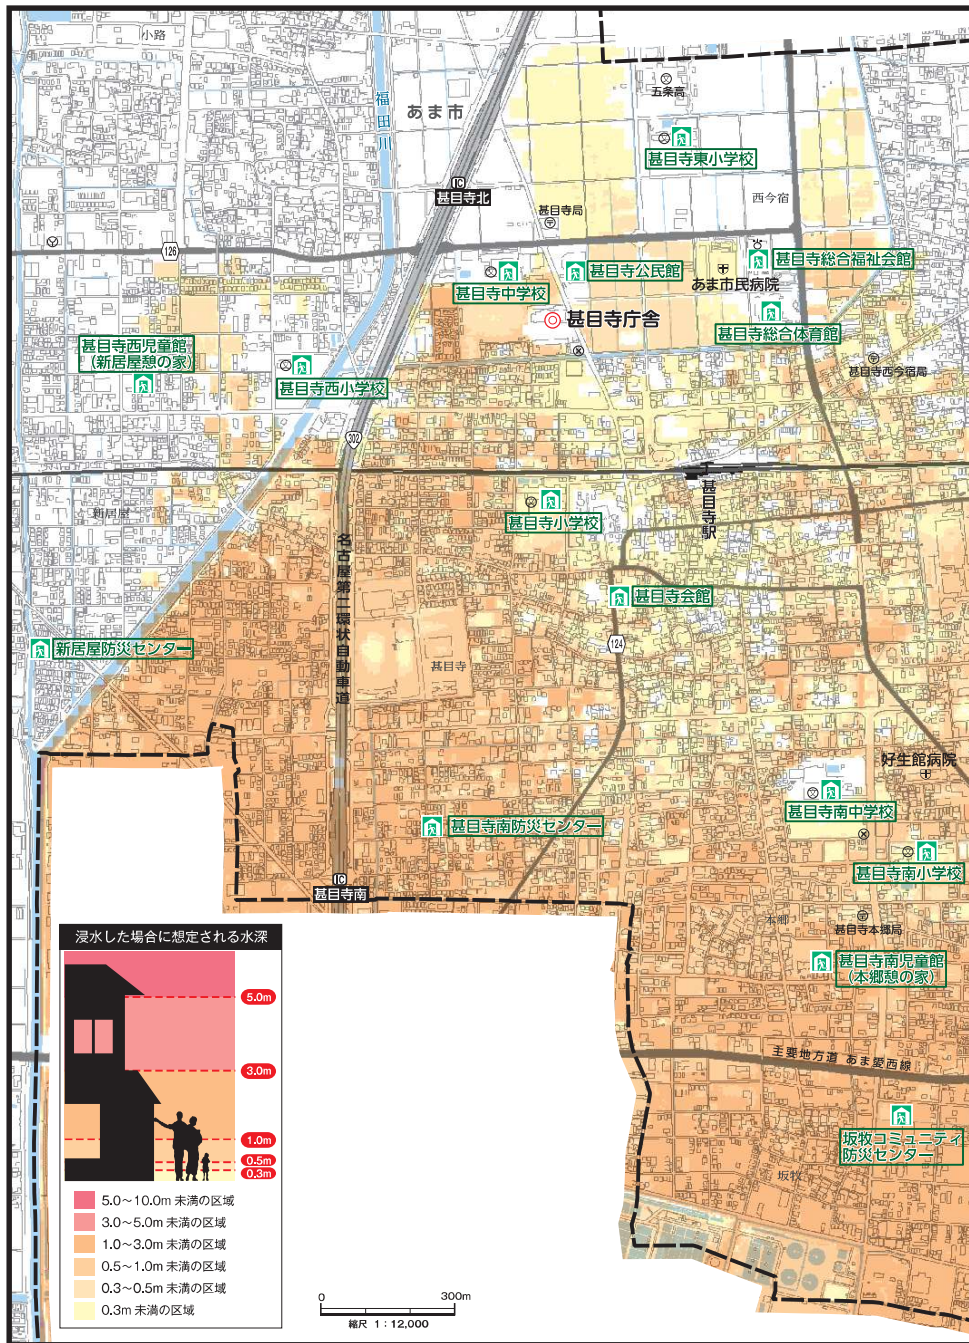 小路
福田川
あま市
五条高
甚目寺東小学校
西今宿
IC
甚目寺北
甚目寺局
126
甚目寺中学校
甚目寺公民館
甚目寺総合福祉会館
あま市民病院
甚目寺庁舎
甚目寺総合体育館
甚目寺西児童館
(新居屋憩の家)
甚目寺西小学校
甚目寺西今宿局
302
甚目寺駅
新居屋
甚目寺小学校
名古屋第二環状自動車道
甚目寺会館
124
新居屋防災センター
甚目寺
好生館病院
甚目寺南中学校
甚目寺南防災センター
甚目寺南小学校
IC
甚目寺南
本郷
甚目寺本郷局
甚目寺南児童館
(本郷憩の家)
主要地方道 あま愛西線
坂牧コミュニティ
防災センター
坂牧
浸水した場合に想定される水深
5.0m
3.0m
1.0m
0.5m
0.3m
5.0〜10.0m 未満の区域
3.0〜5.0m 未満の区域
1.0〜3.0m 未満の区域
0.5〜1.0m 未満の区域
0.3〜0.5m 未満の区域
0.3m 未満の区域
0 300m
縮尺 1：12,000